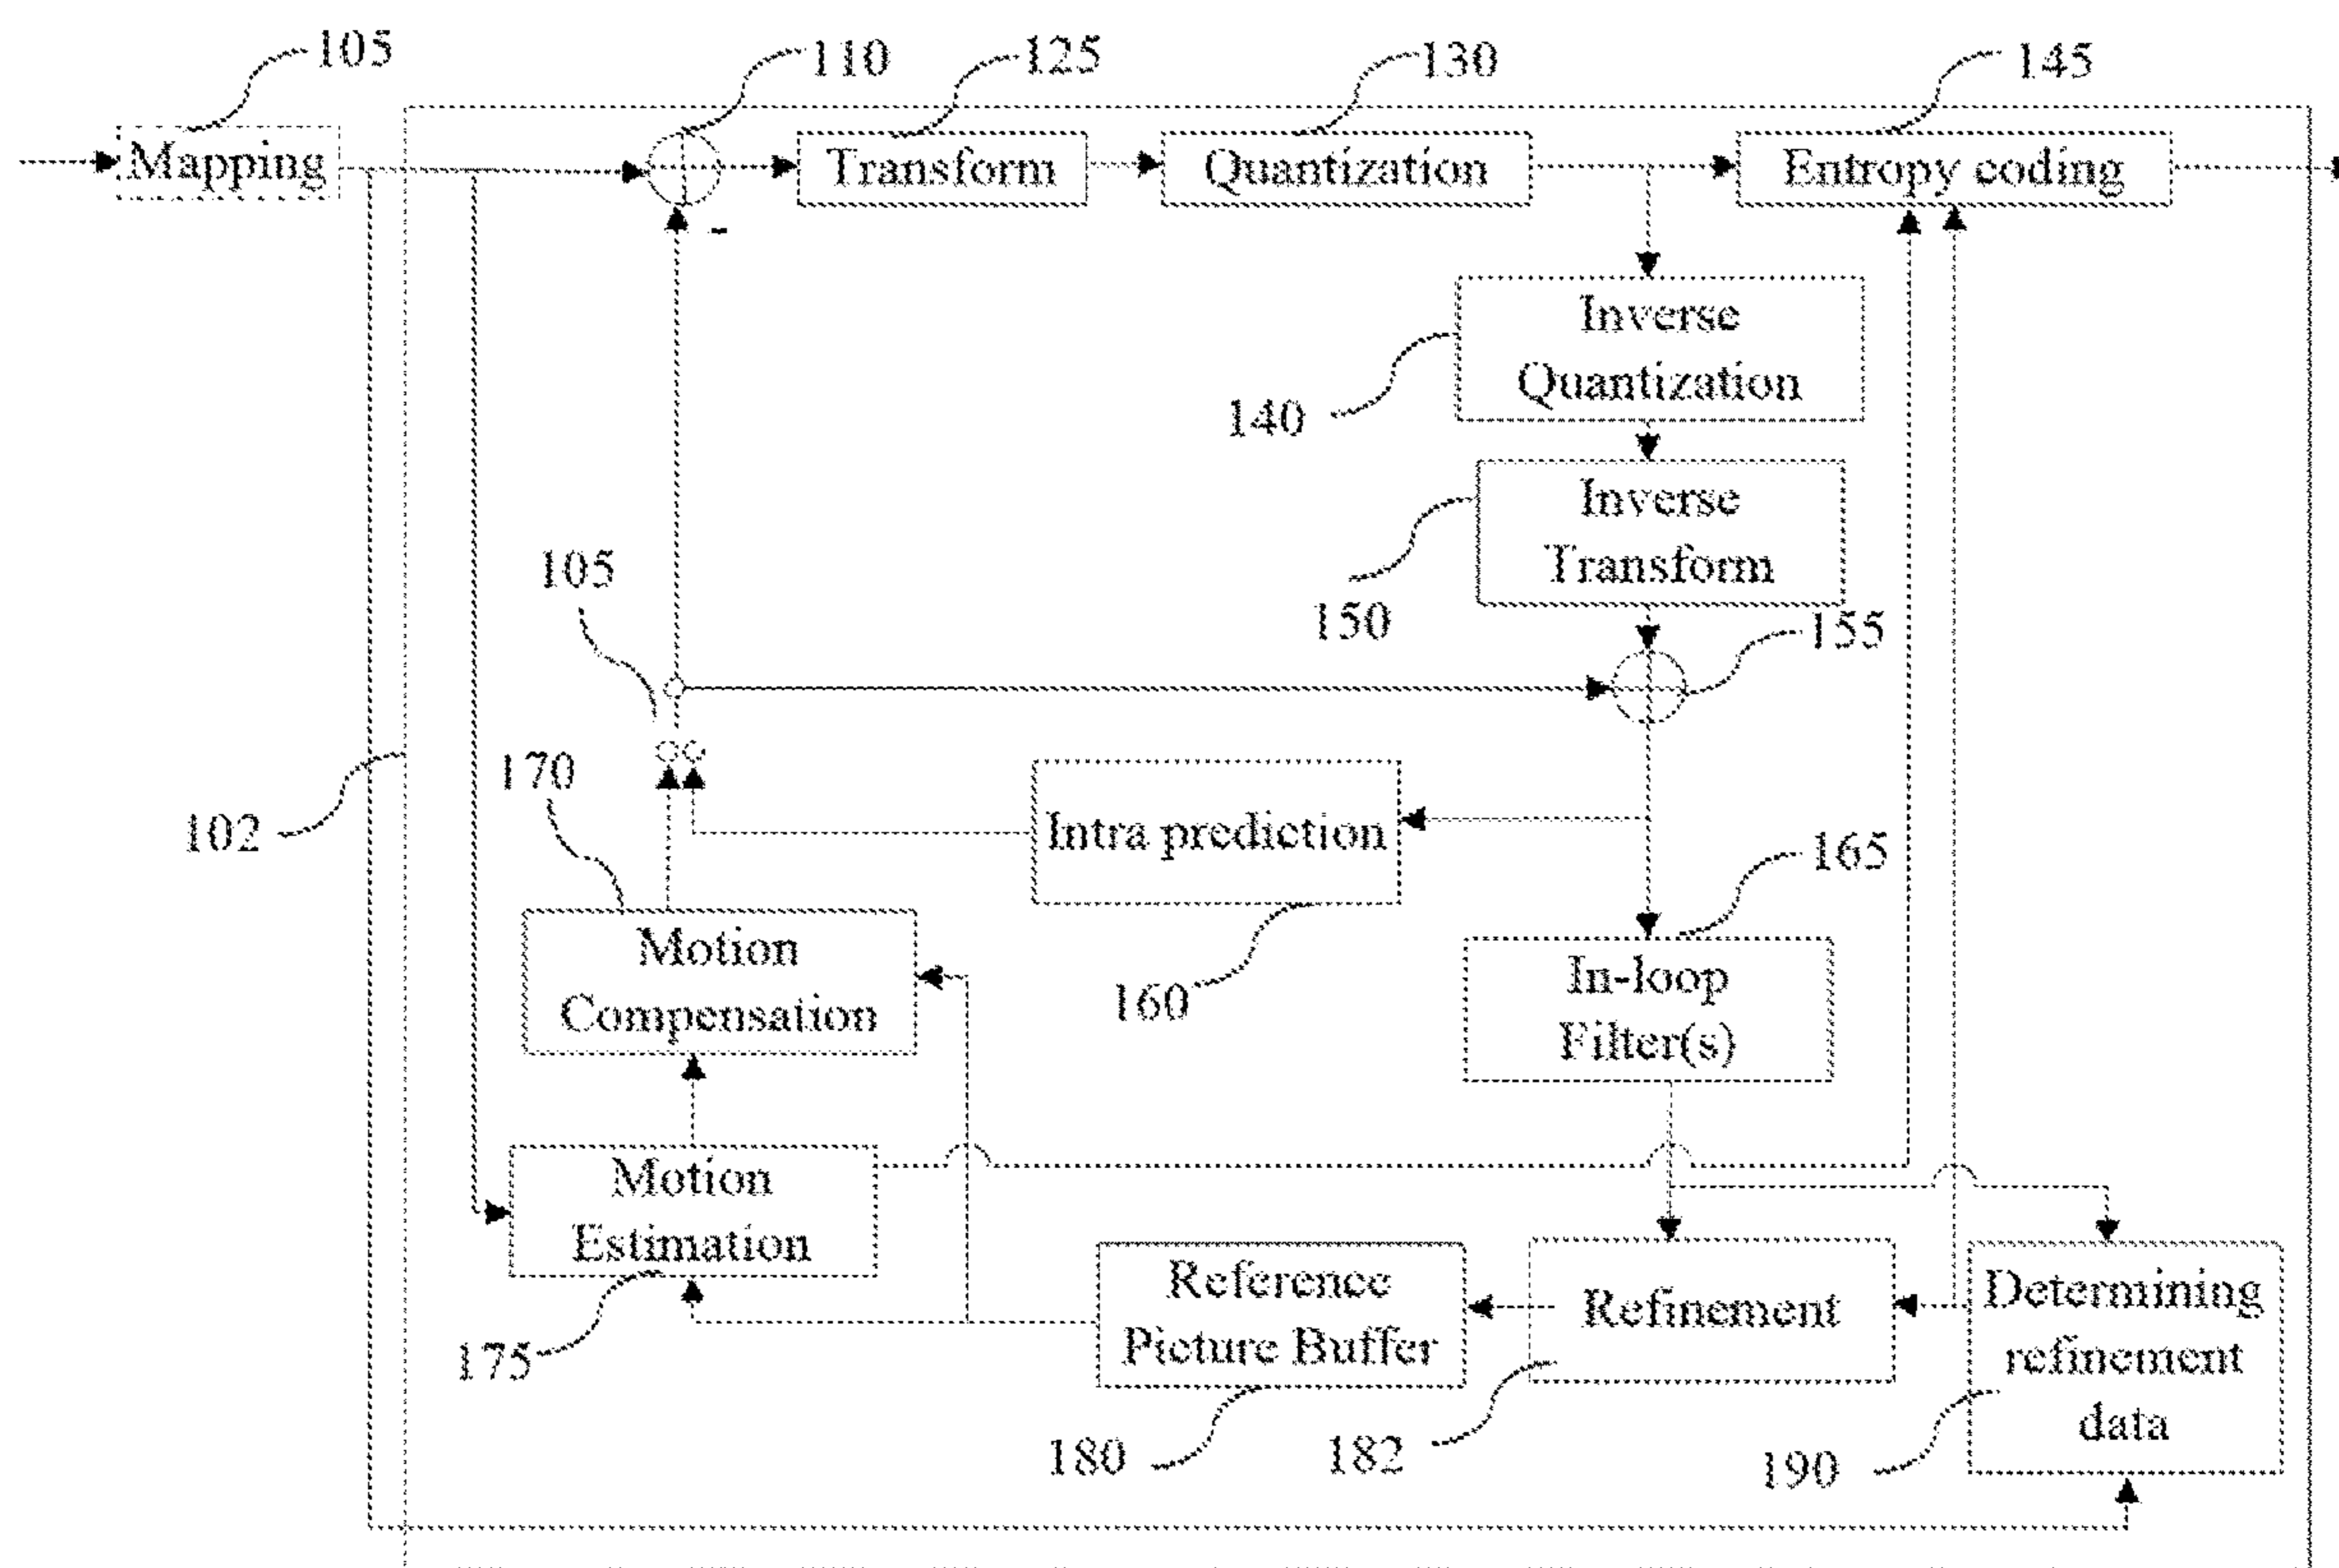 105
110
125
130
145
Mapping
Transform
Quantization
Entropy coding
-
Inverse
Quantization
140
Inverse
Transform
150
155
105
170
102
Intra prediction
160
165
Motion
Compensation
In-loop
Filter(s)
Motion
Estimation
175
Reference
Picture Buffer
180
Refinement
182
Determining
refinement
data
190